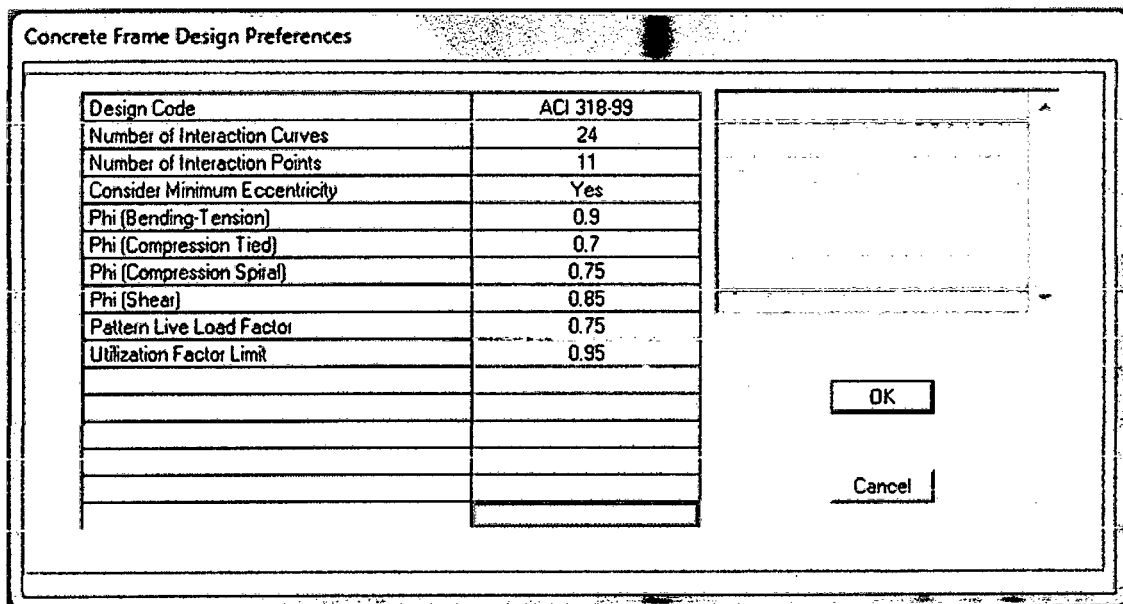 Concrete Frame Design Preferences
Design Code ACI 318-99
Number of Interaction Curves 24
Number of Interaction Points 11
Consider Minimum Eccentricity Yes
Phi (Bending-Tension) 0.9
Phi (Compression Tied) 0.7
Phi (Compression Spiral) 0.75
Phi (Shear) 0.85
Pattern Live Load Factor 0.75
Utilization Factor Limit 0.95
OK
Cancel